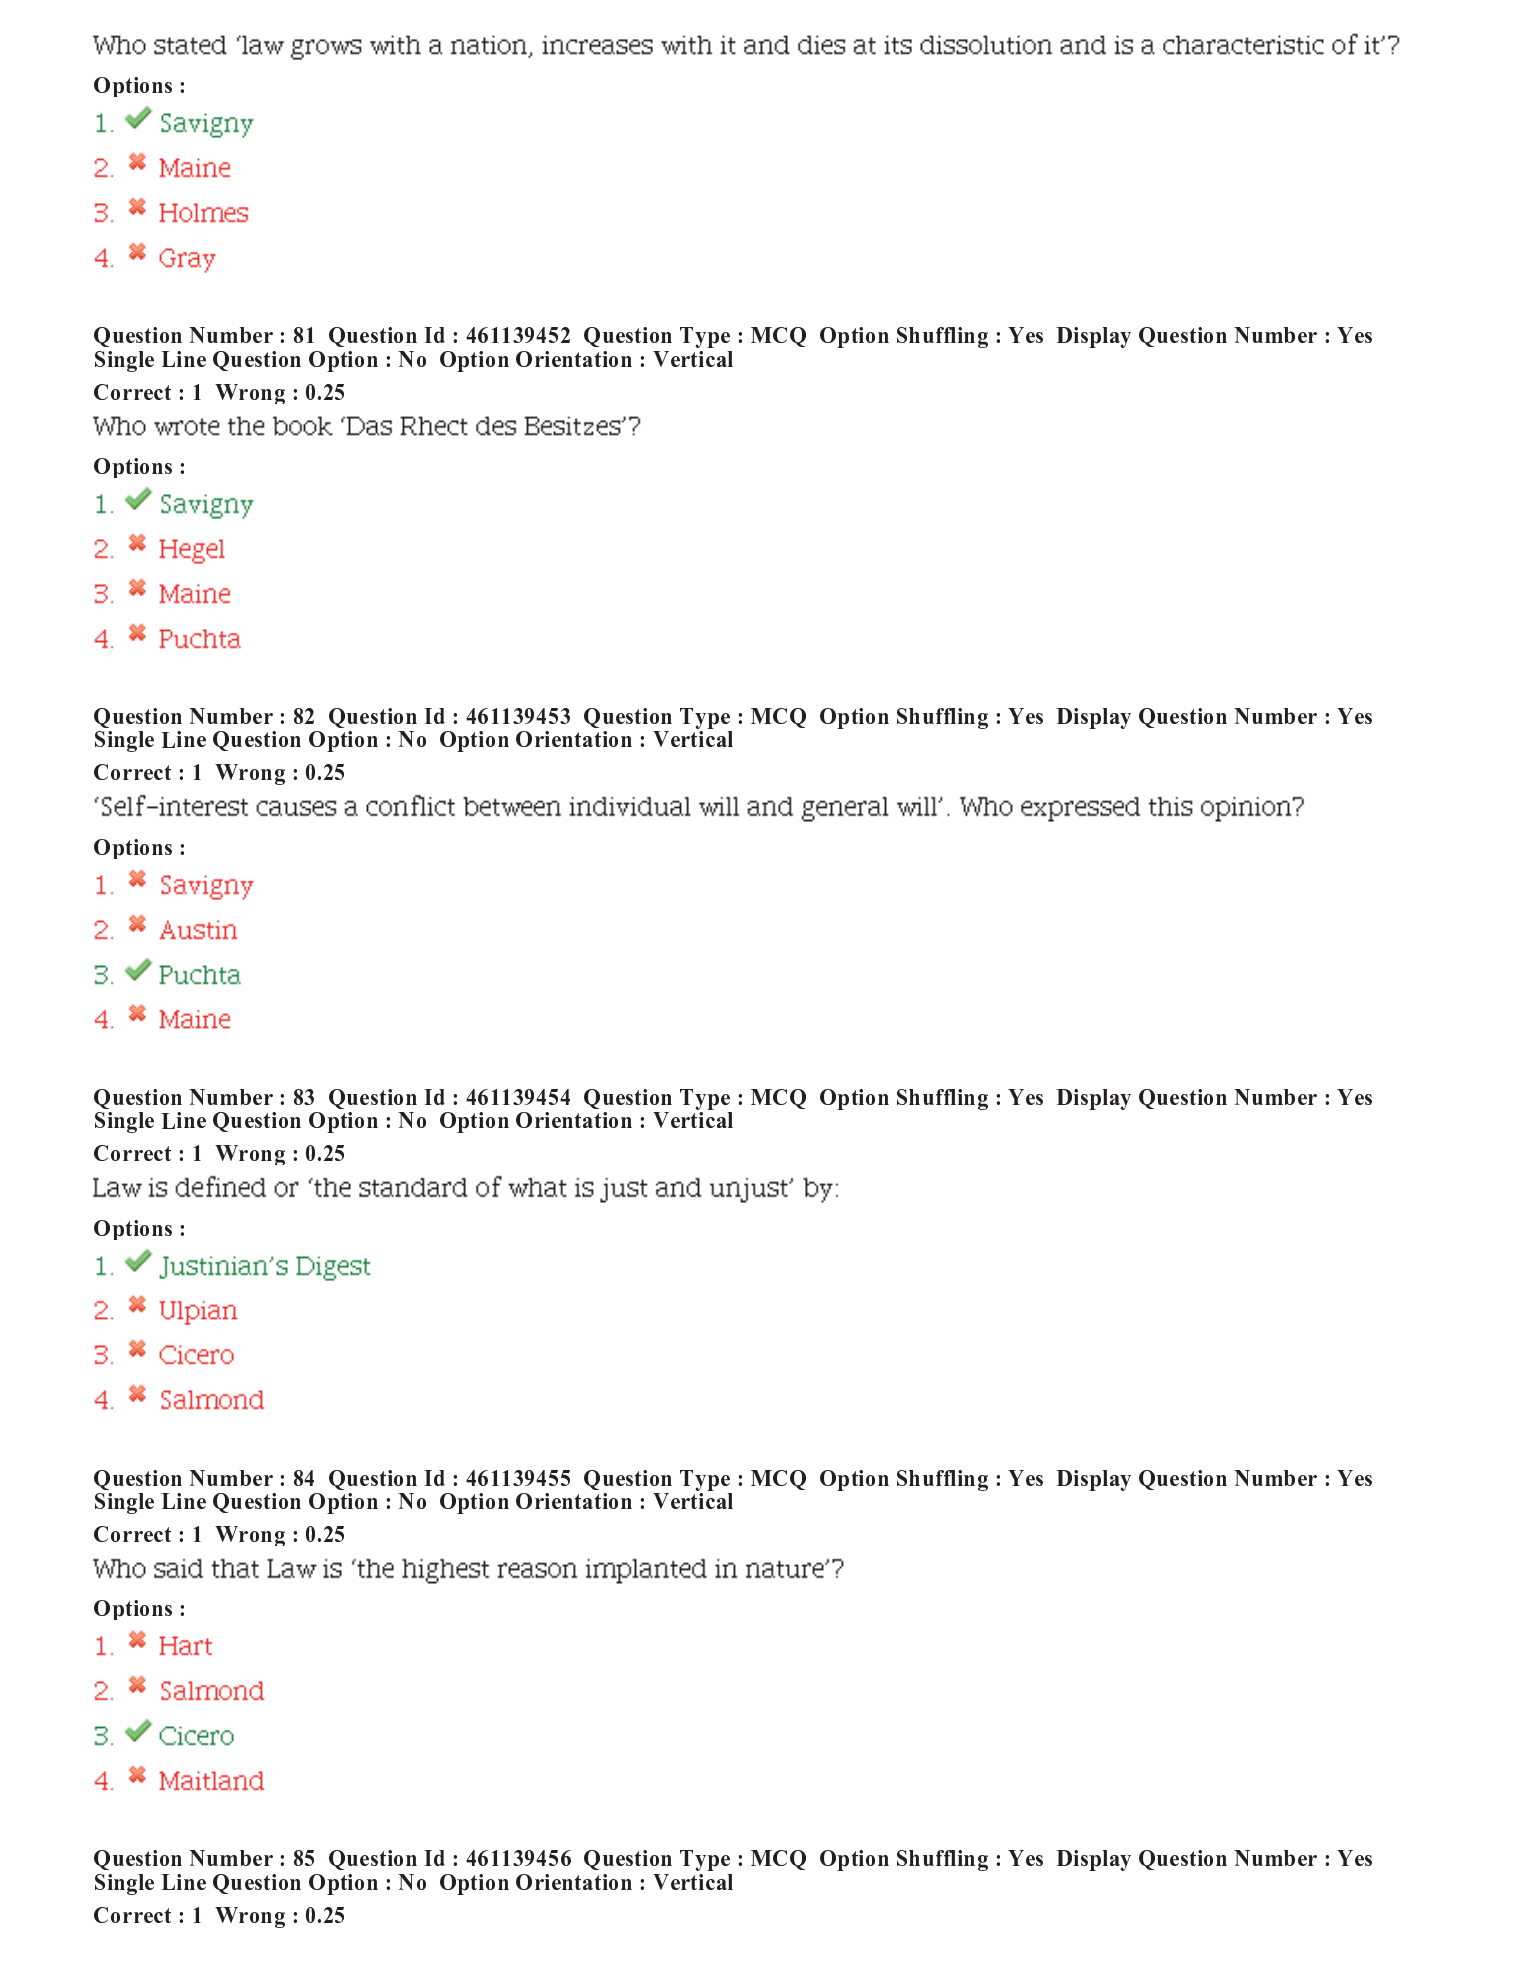 Who stated ‘law grows with a nation, increases with it and dies at its dissolution and is a characteristic of it’?
Options :
1. Savigny
2. Maine
3. Holmes
4. Gray
Question Number : 81 Question Id : 461139452 Question Type : MCQ Option Shuffling : Yes Display Question Number : Yes
Single Line Question Option : No Option Orientation : Vertical
Correct : 1 Wrong : 0.25
Who wrote the book ‘Das Rhect des Besitzes’?
Options :
1. Savigny
2. Hegel
3. Maine
4. Puchta
Question Number : 82 Question Id : 461139453 Question Type : MCQ Option Shuffling : Yes Display Question Number : Yes
Single Line Question Option : No Option Orientation : Vertical
Correct : 1 Wrong : 0.25
‘Self-interest causes a conflict between individual will and general will’. Who expressed this opinion?
Options :
1. Savigny
2. Austin
3. Puchta
4. Maine
Question Number : 83 Question Id : 461139454 Question Type : MCQ Option Shuffling : Yes Display Question Number : Yes
Single Line Question Option : No Option Orientation : Vertical
Correct : 1 Wrong : 0.25
Law is defined or ‘the standard of what is just and unjust’ by:
Options :
1. Justinian’s Digest
2. Ulpian
3. Cicero
4. Salmond
Question Number : 84 Question Id : 461139455 Question Type : MCQ Option Shuffling : Yes Display Question Number : Yes
Single Line Question Option : No Option Orientation : Vertical
Correct : 1 Wrong : 0.25
Who said that Law is ‘the highest reason implanted in nature’?
Options :
1. Hart
2. Salmond
3. Cicero
4. Maitland
Question Number : 85 Question Id : 461139456 Question Type : MCQ Option Shuffling : Yes Display Question Number : Yes
Single Line Question Option : No Option Orientation : Vertical
Correct : 1 Wrong : 0.25